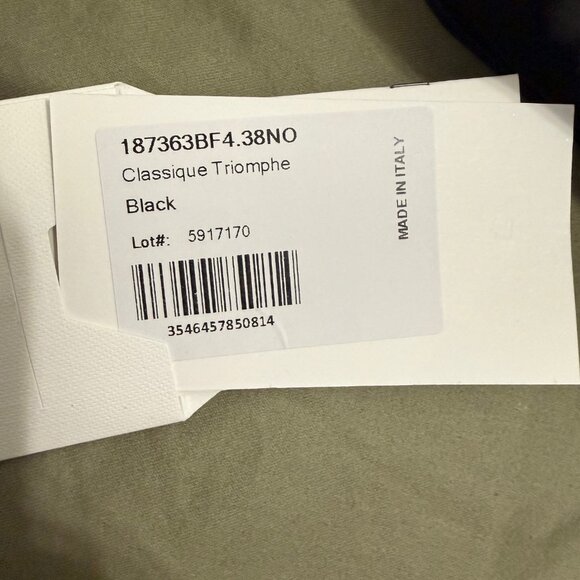 187363BF4.38NO
Classique Triomphe
Black
Lot#: 5917170
3546457850814
MADE IN ITALY